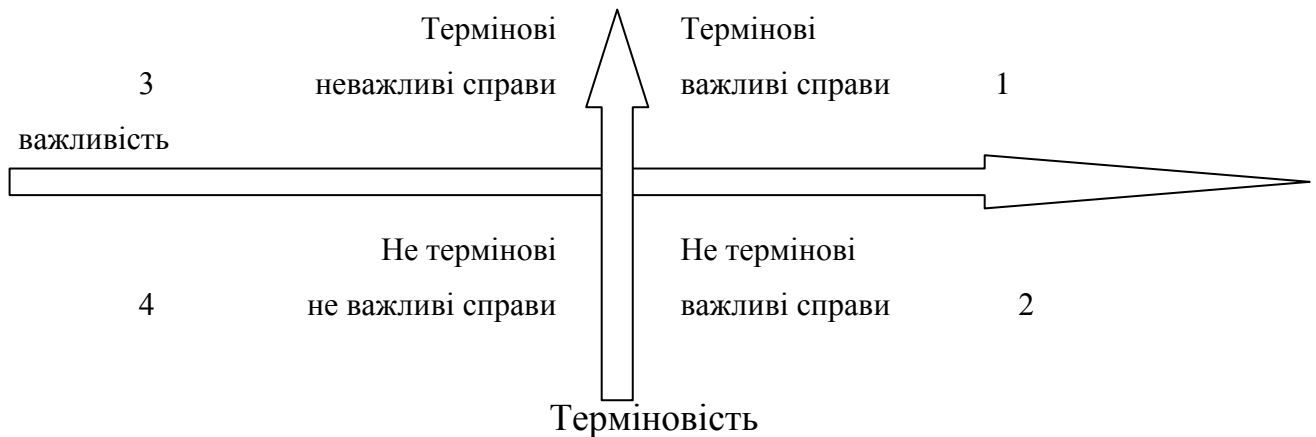 Термінові Термінові
3 неважливі справи важливі справи 1
важливість
Не термінові Не термінові
4 не важливі справи важливі справи 2
Терміновість